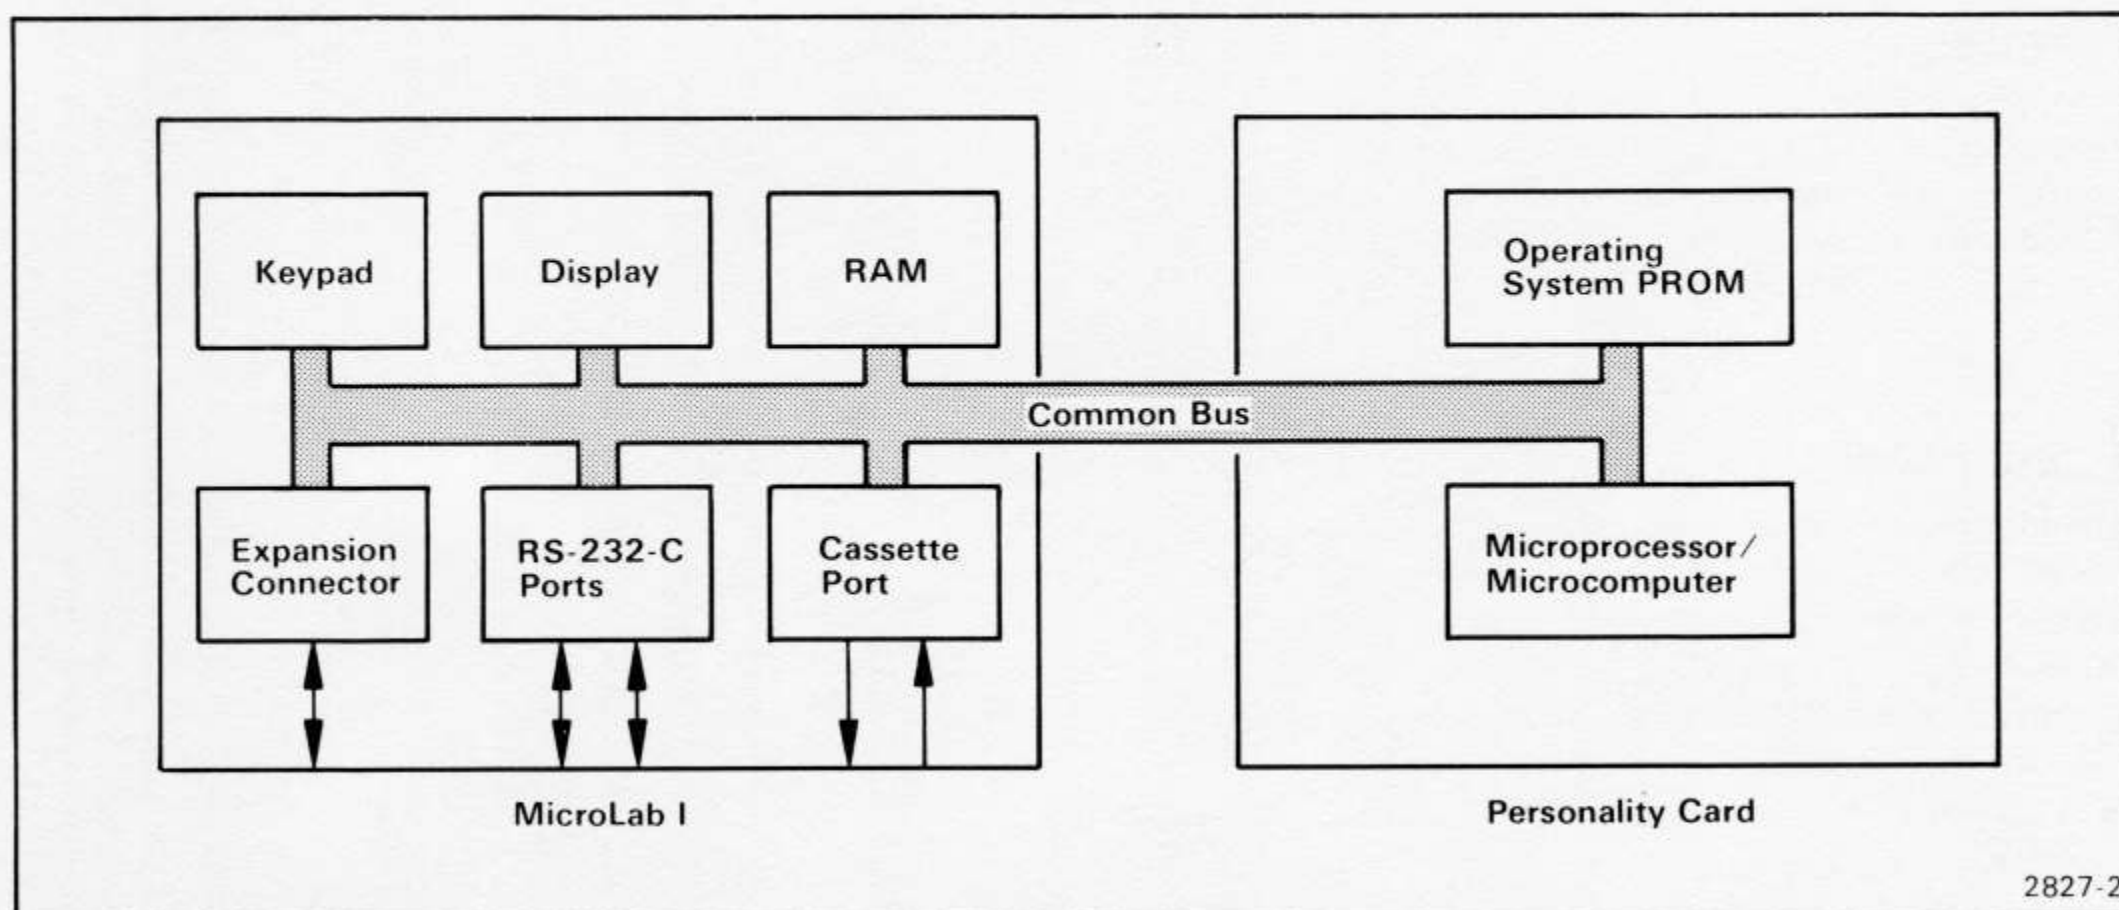 Keypad
Display
RAM
Operating
System PROM
Common Bus
Expansion
Connector
RS-232-C
Ports
Cassette
Port
Microprocessor/
Microcomputer
MicroLab I
Personality Card
2827-2